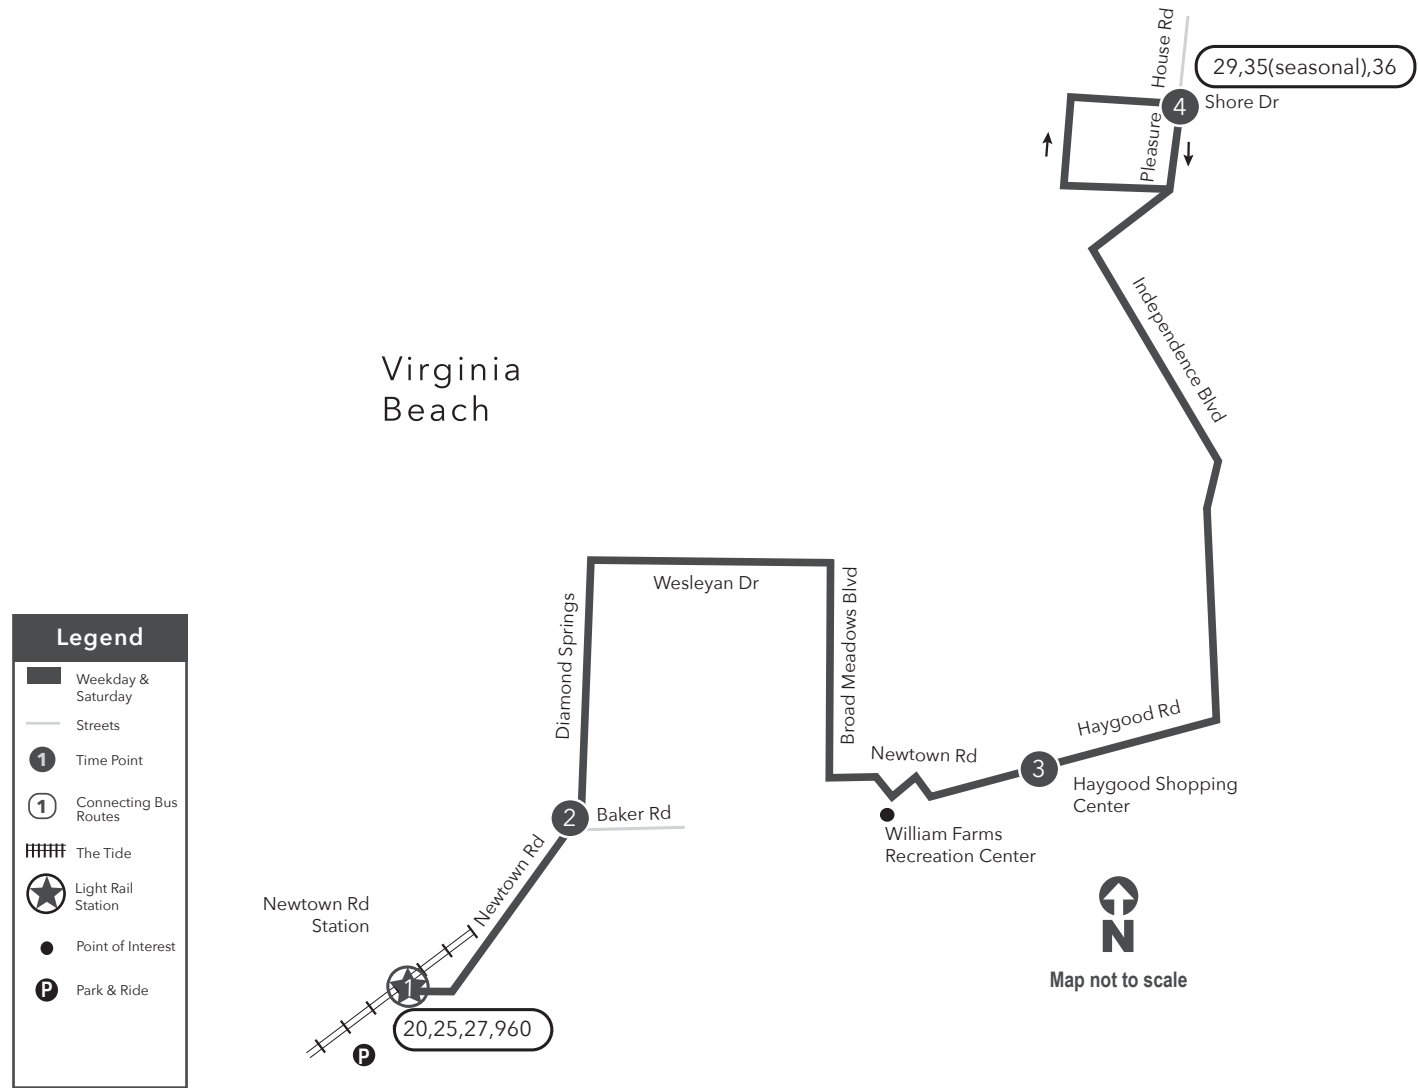 House Rd
29,35(seasonal),36
4
Shore Dr
Pleasure
Independence Blvd
Virginia
Beach
Wesleyan Dr
Diamond Springs
Broad Meadows Blvd
Haygood Rd
Newtown Rd
3
Haygood Shopping
Center
2
Baker Rd
William Farms
Recreation Center
Newtown Rd
Newtown Rd
Station
1
20,25,27,960
P
N
Map not to scale
Legend
Weekday &
Saturday
Streets
1
Time Point
1
Connecting Bus
Routes
The Tide
Light Rail
Station
Point of Interest
P
Park & Ride